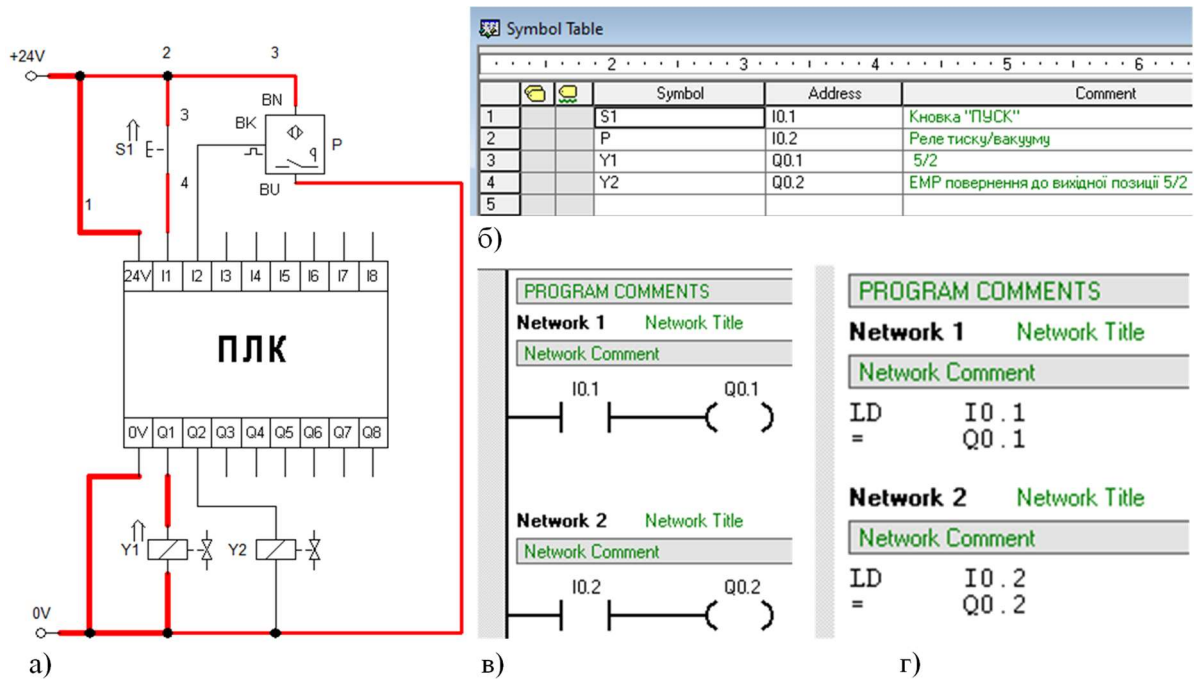 +24V
2
3
BN
BK
3
P
S1
BU
4
1
24V I1 I2 I3 I4 I5 I6 I7 I8
ПЛК
0V Q1 Q2 Q3 Q4 Q5 Q6 Q7 Q8
Y1
Y2
0V
а)
Symbol Table
2 3 4 5 6
Symbol Address Comment
1 S1 I0.1 Кновка "ПУСК"
2 P I0.2 Реле тиску/вакууму
3 Y1 Q0.1 5/2
4 Y2 Q0.2 ЕМР повернення до вихідної позиції 5/2
5
б)
PROGRAM COMMENTS
Network 1 Network Title
Network Comment
I0.1 Q0.1
Network 2 Network Title
Network Comment
I0.2 Q0.2
в)
PROGRAM COMMENTS
Network 1 Network Title
Network Comment
LD I0.1
= Q0.1
Network 2 Network Title
Network Comment
LD I0.2
= Q0.2
г)